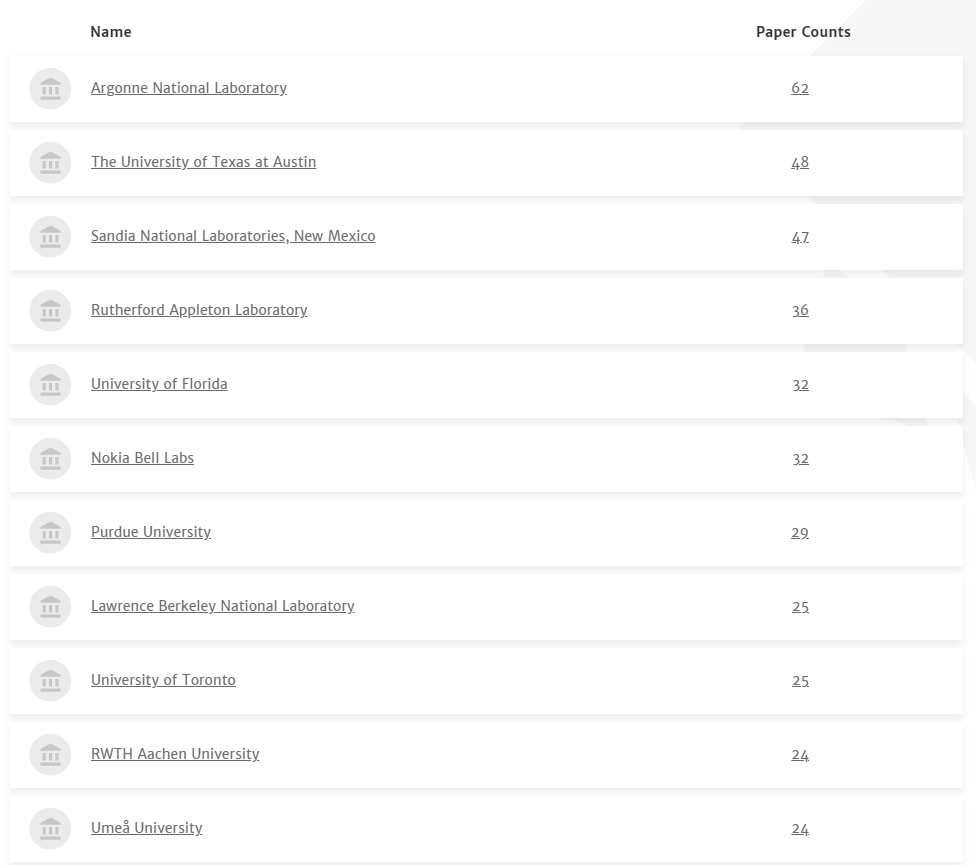 Name Paper Counts
Argonne National Laboratory 62
The University of Texas at Austin 48
Sandia National Laboratories, New Mexico 47
Rutherford Appleton Laboratory 36
University of Florida 32
Nokia Bell Labs 32
Purdue University 29
Lawrence Berkeley National Laboratory 25
University of Toronto 25
RWTH Aachen University 24
Umeå University 24